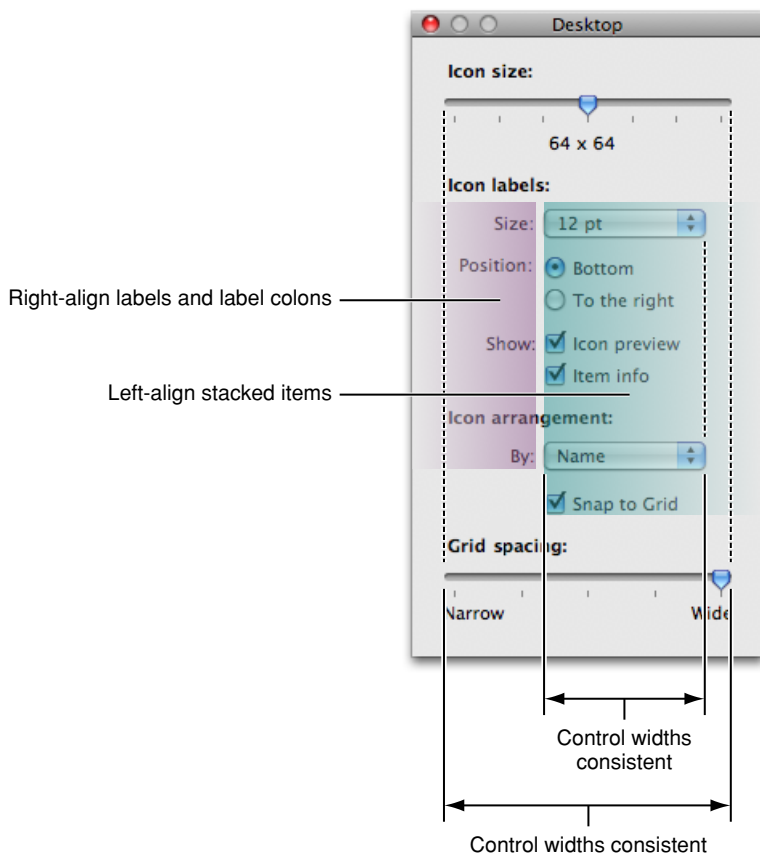 Desktop
Icon size:
64 x 64
Icon labels:
Size: 12 pt
Position: Bottom
To the right
Right-align labels and label colons
Show: Icon preview
Item info
Left-align stacked items
Icon arrangement:
By: Name
Snap to Grid
Grid spacing:
Narrow Wide
Control widths
consistent
Control widths consistent